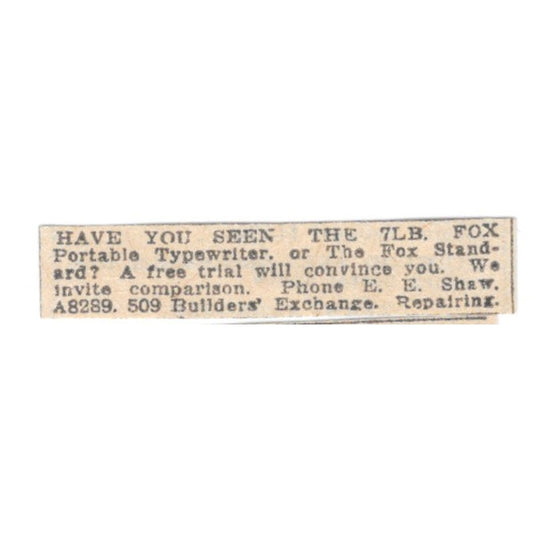 HAVE YOU SEEN THE 7LB. FOX
Portable Typewriter. or The Fox Stand-
ard? A free trial will convince you. We
invite comparison. Phone E. E. Shaw.
A8289. 509 Builders' Exchange. Repairing.